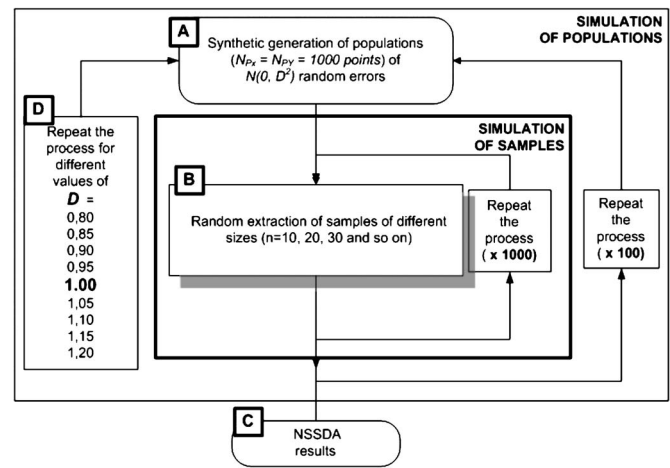 SIMULATION
OF POPULATIONS
A
Synthetic generation of populations
(NPx = NPY = 1000 points) of
N(0, D²) random errors
D
Repeat the
process for
different
values of
D =
0,80
0,85
0,90
0,95
1.00
1,05
1,10
1,15
1,20
SIMULATION
OF SAMPLES
B
Random extraction of samples of different
sizes (n=10, 20, 30 and so on)
Repeat
the
process
( x 1000)
Repeat
the
process
( x 100)
C
NSSDA
results